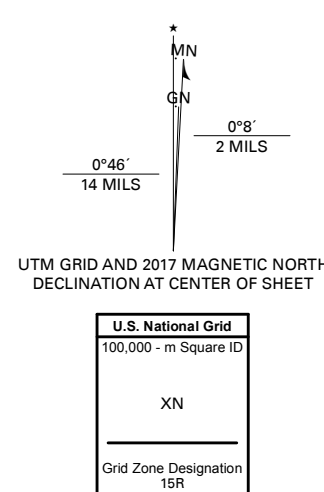 ★
MN
GN
0°8´
2 MILS
0°46´
14 MILS
UTM GRID AND 2017 MAGNETIC NORTH
DECLINATION AT CENTER OF SHEET
U.S. National Grid
100,000 - m Square ID
XN
Grid Zone Designation
15R